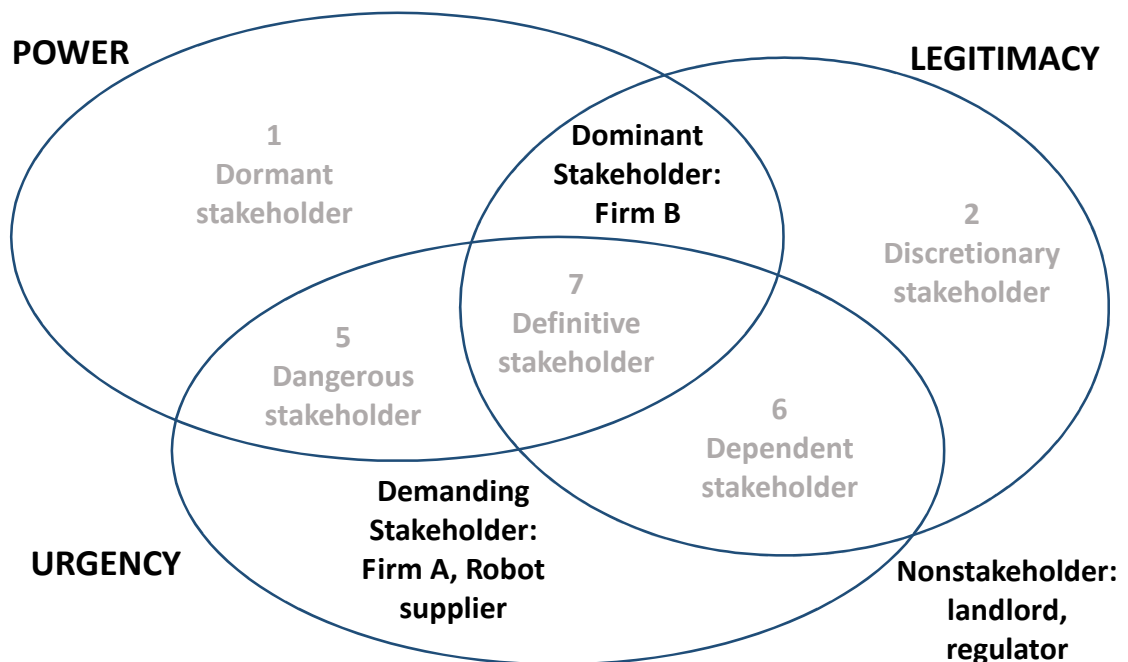 POWER
LEGITIMACY
1
Dormant
stakeholder
Dominant
Stakeholder:
Firm B
2
Discretionary
stakeholder
7
Definitive
stakeholder
5
Dangerous
stakeholder
6
Dependent
stakeholder
Demanding
Stakeholder:
Firm A, Robot
supplier
URGENCY
Nonstakeholder:
landlord,
regulator